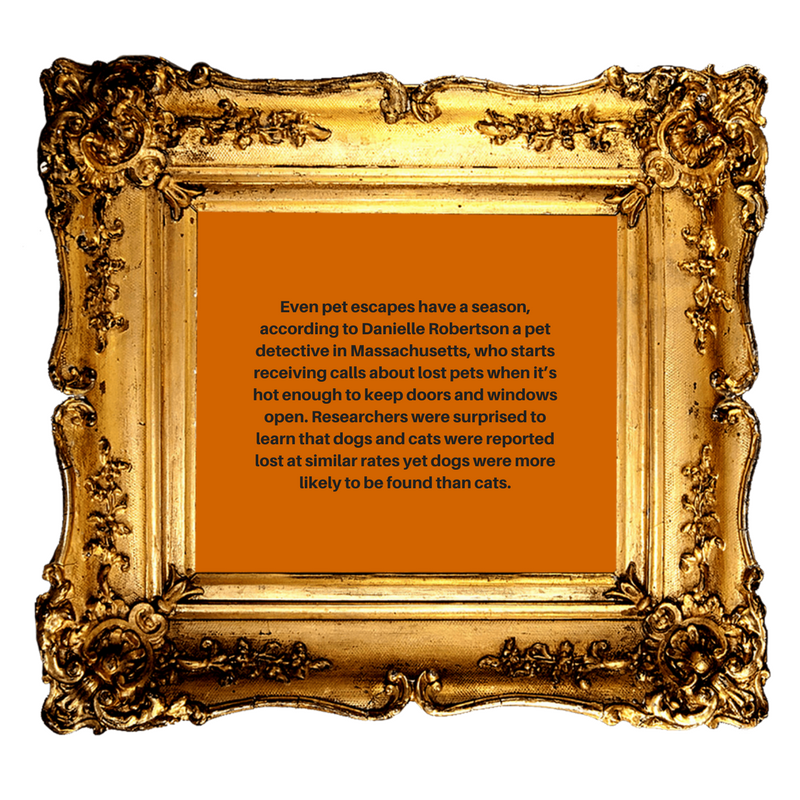 Even pet escapes have a season,
according to Danielle Robertson a pet
detective in Massachusetts, who starts
receiving calls about lost pets when it’s
hot enough to keep doors and windows
open. Researchers were surprised to
learn that dogs and cats were reported
lost at similar rates yet dogs were more
likely to be found than cats.